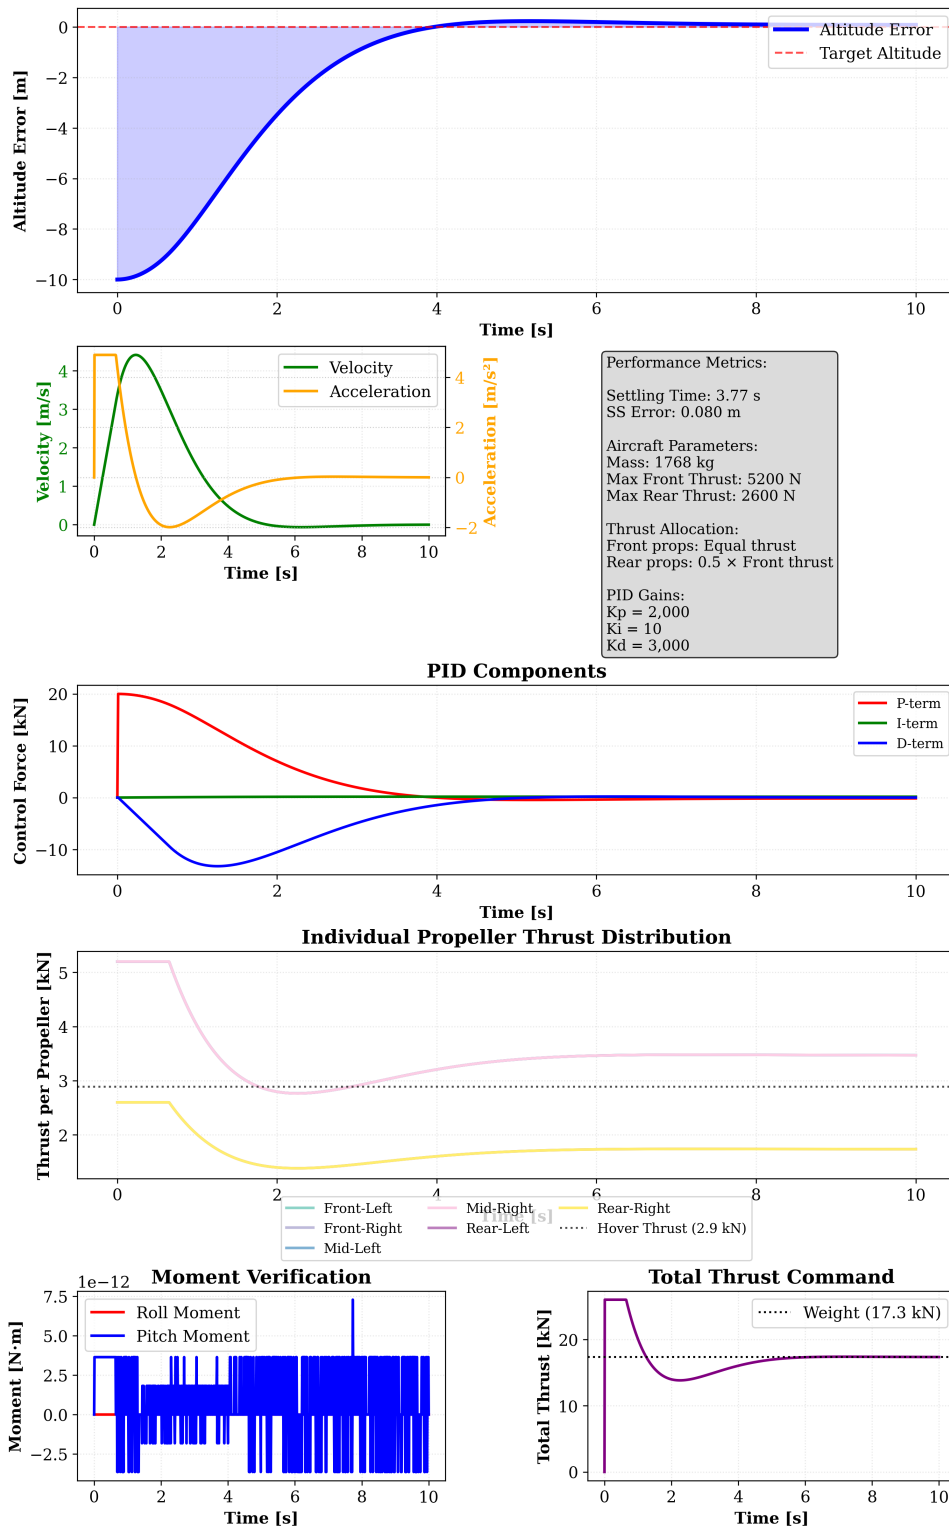 0
−2
−4
−6
−8
−10
Altitude Error [m]
Altitude Error
Target Altitude
0 2 4 6 8 10
Time [s]
4
3
2
1
0
Velocity [m/s]
Velocity
Acceleration
4
2
0
−2
Acceleration [m/s²]
0 2 4 6 8 10
Time [s]
Performance Metrics:
Settling Time: 3.77 s
SS Error: 0.080 m
Aircraft Parameters:
Mass: 1768 kg
Max Front Thrust: 5200 N
Max Rear Thrust: 2600 N
Thrust Allocation:
Front props: Equal thrust
Rear props: 0.5 × Front thrust
PID Gains:
Kp = 2,000
Ki = 10
Kd = 3,000
PID Components
20
10
0
−10
Control Force [kN]
P-term
I-term
D-term
0 2 4 6 8 10
Time [s]
Individual Propeller Thrust Distribution
5
4
3
2
Thrust per Propeller [kN]
0 2 4 6 8 10
Time [s]
Front-Left
Front-Right
Mid-Left
Mid-Right
Rear-Left
Rear-Right
Hover Thrust (2.9 kN)
Moment Verification
1e−12
7.5
5.0
2.5
0.0
−2.5
Moment [N·m]
Roll Moment
Pitch Moment
0 2 4 6 8 10
Time [s]
Total Thrust Command
20
10
0
Total Thrust [kN]
Weight (17.3 kN)
0 2 4 6 8 10
Time [s]